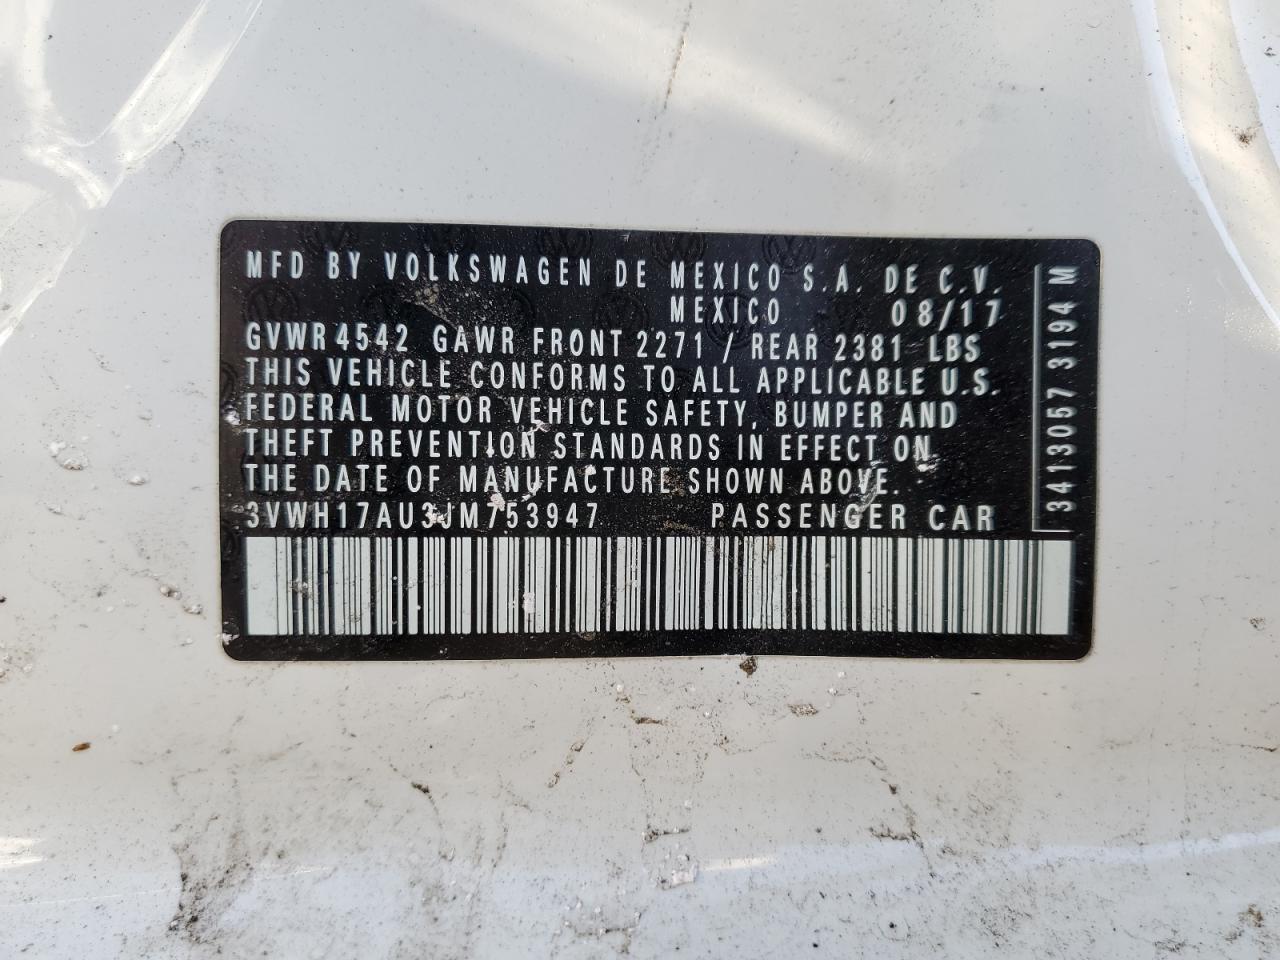 MFD BY VOLKSWAGEN DE MEXICO S.A. DE C.V.
MEXICO 08/17
GVWR 4542 GAWR FRONT 2271 / REAR 2381 LBS
THIS VEHICLE CONFORMS TO ALL APPLICABLE U.S.
FEDERAL MOTOR VEHICLE SAFETY, BUMPER AND
THEFT PREVENTION STANDARDS IN EFFECT ON
THE DATE OF MANUFACTURE SHOWN ABOVE.
3VWH17AU3JM753947 PASSENGER CAR
3413057 3194 M